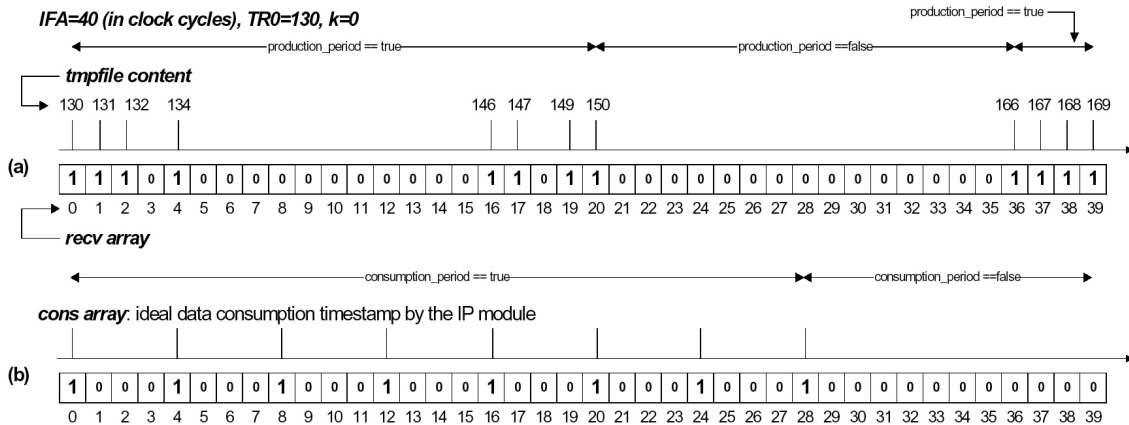 IFA=40 (in clock cycles), TR0=130, k=0
production_period == true
production_period == true
production_period ==false
tmpfile content
130 131 132 134 146 147 149 150 166 167 168 169
(a)
1 1 1 0 1 0 0 0 0 0 0 0 0 0 0 0 1 1 0 1 1 0 0 0 0 0 0 0 0 0 0 0 0 0 0 0 1 1 1 1
0 1 2 3 4 5 6 7 8 9 10 11 12 13 14 15 16 17 18 19 20 21 22 23 24 25 26 27 28 29 30 31 32 33 34 35 36 37 38 39
recv array
consumption_period == true
consumption_period ==false
cons array: ideal data consumption timestamp by the IP module
(b)
1 0 0 0 1 0 0 0 1 0 0 0 1 0 0 0 1 0 0 0 1 0 0 0 1 0 0 0 1 0 0 0 0 0 0 0 0 0 0 0
0 1 2 3 4 5 6 7 8 9 10 11 12 13 14 15 16 17 18 19 20 21 22 23 24 25 26 27 28 29 30 31 32 33 34 35 36 37 38 39